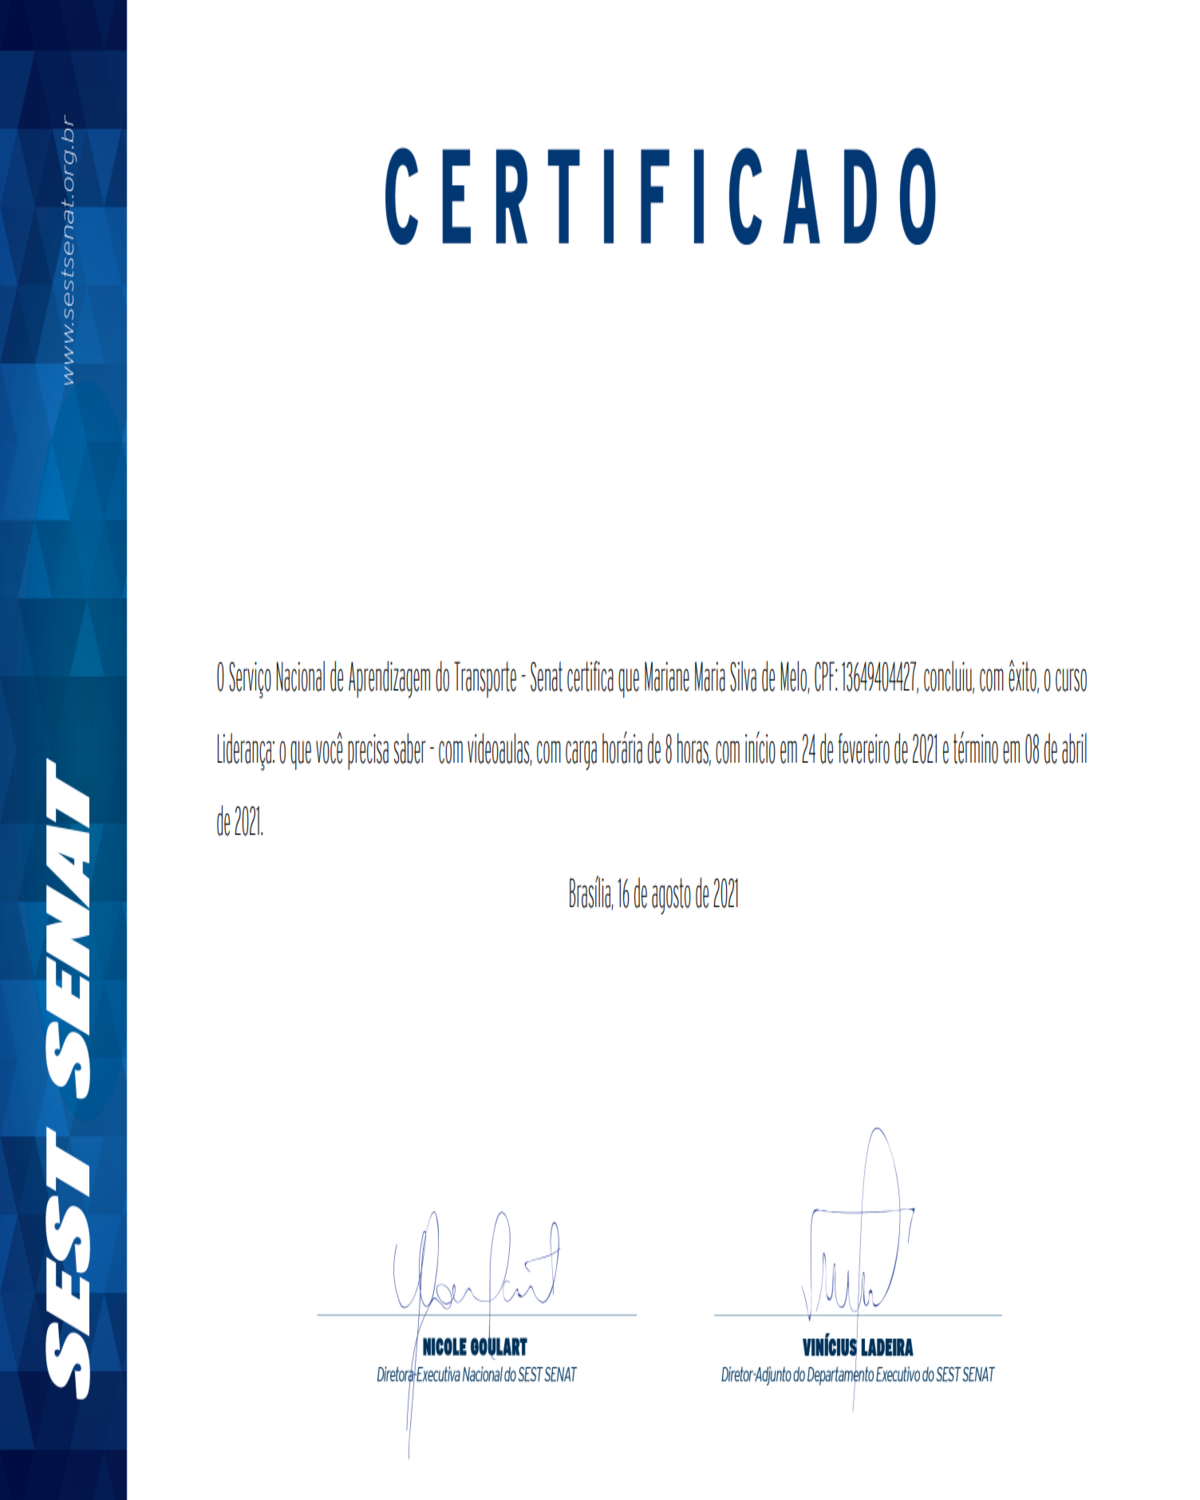 CERTIFICADO
www.sestsenat.org.br
SEST SENAT
O Serviço Nacional de Aprendizagem do Transporte - Senat certifica que Mariane Maria Silva de Melo, CPF: 13649404427, concluiu, com êxito, o curso
Liderança: o que você precisa saber - com videoaulas, com carga horária de 8 horas, com início em 24 de fevereiro de 2021 e término em 08 de abril
de 2021.
Brasília, 16 de agosto de 2021
NICOLE GOULART
Diretora-Executiva Nacional do SEST SENAT
VINÍCIUS LADEIRA
Diretor-Adjunto do Departamento Executivo do SEST SENAT